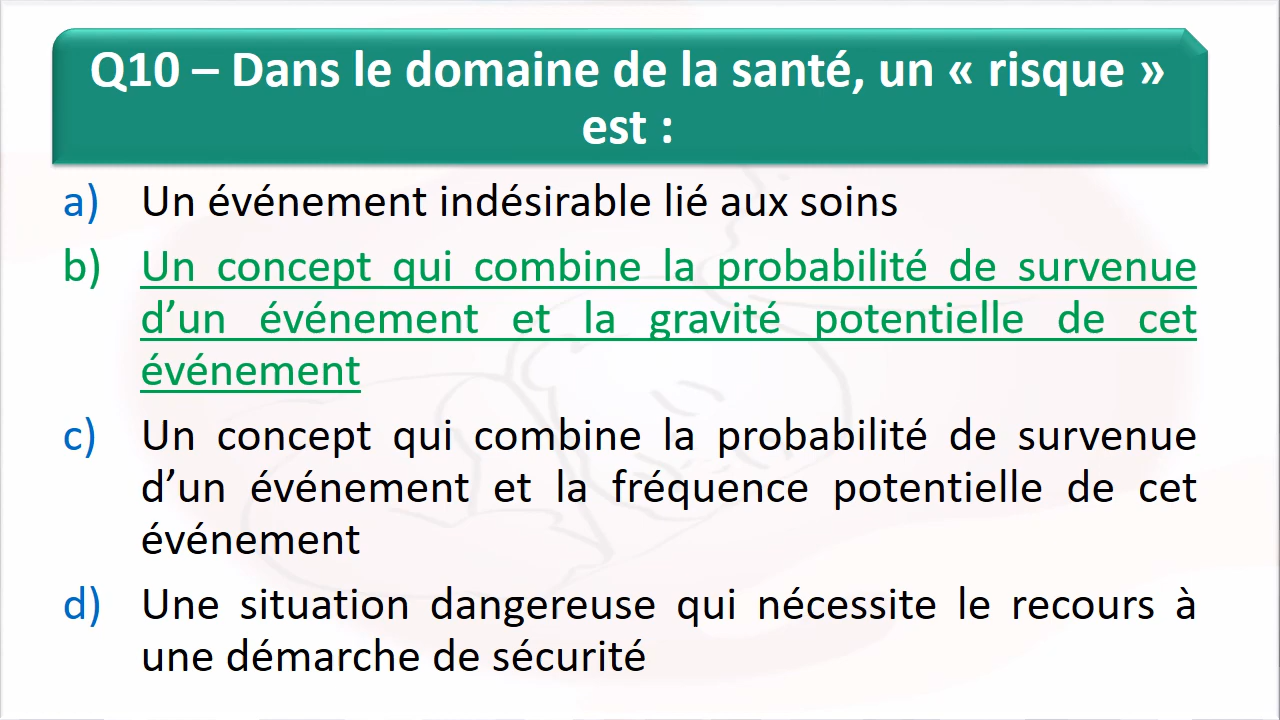 Q10 – Dans le domaine de la santé, un « risque »
est :
a) Un événement indésirable lié aux soins
b) Un concept qui combine la probabilité de survenue
d’un événement et la gravité potentielle de cet
événement
c) Un concept qui combine la probabilité de survenue
d’un événement et la fréquence potentielle de cet
événement
d) Une situation dangereuse qui nécessite le recours à
une démarche de sécurité